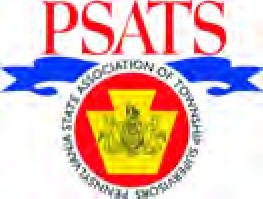 PSATS
PENNSYLVANIA STATE ASSOCIATION OF TOWNSHIP SUPERVISORS